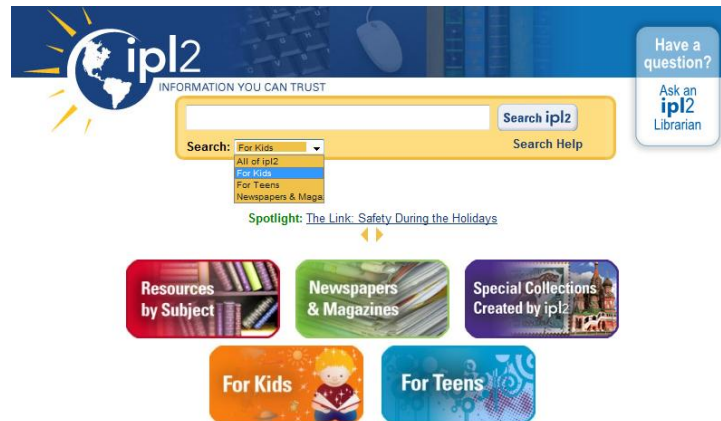 ipl2
INFORMATION YOU CAN TRUST
Have a
question?
Ask an
ipl2
Librarian
Search ipl2
Search: For Kids
Search Help
All of ipl2
For Kids
For Teens
Newspapers & Maga
Spotlight: The Link: Safety During the Holidays
Resources
by Subject
Newspapers
& Magazines
Special Collections
Created by ipl2
For Kids
For Teens